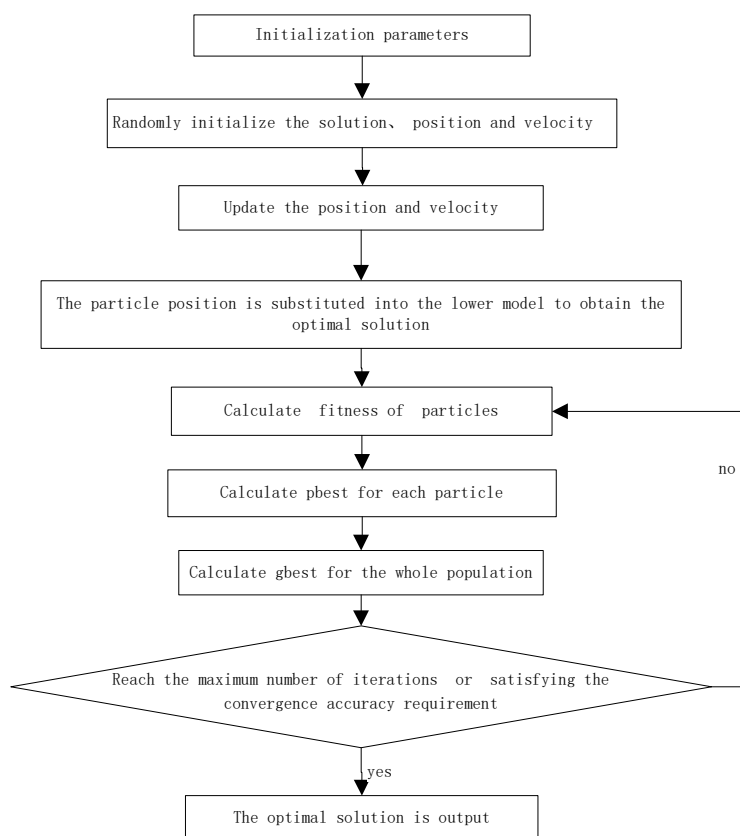 Initialization parameters
Randomly initialize the solution、 position and velocity
Update the position and velocity
The particle position is substituted into the lower model to obtain the
optimal solution
Calculate fitness of particles
no
Calculate pbest for each particle
Calculate gbest for the whole population
Reach the maximum number of iterations or satisfying the
convergence accuracy requirement
yes
The optimal solution is output